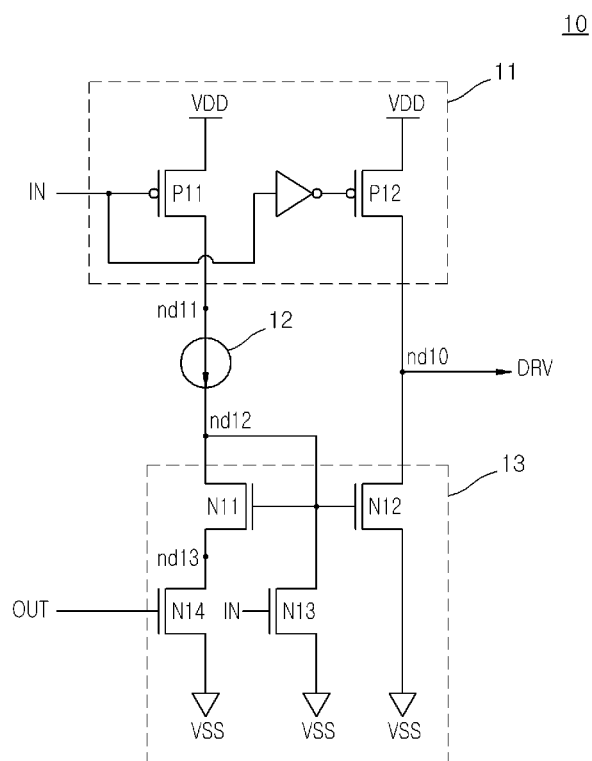 10
11
VDD VDD
IN P11 P12
nd11
12
nd10 DRV
nd12
13
N11 N12
nd13
OUT N14 IN N13
VSS VSS VSS